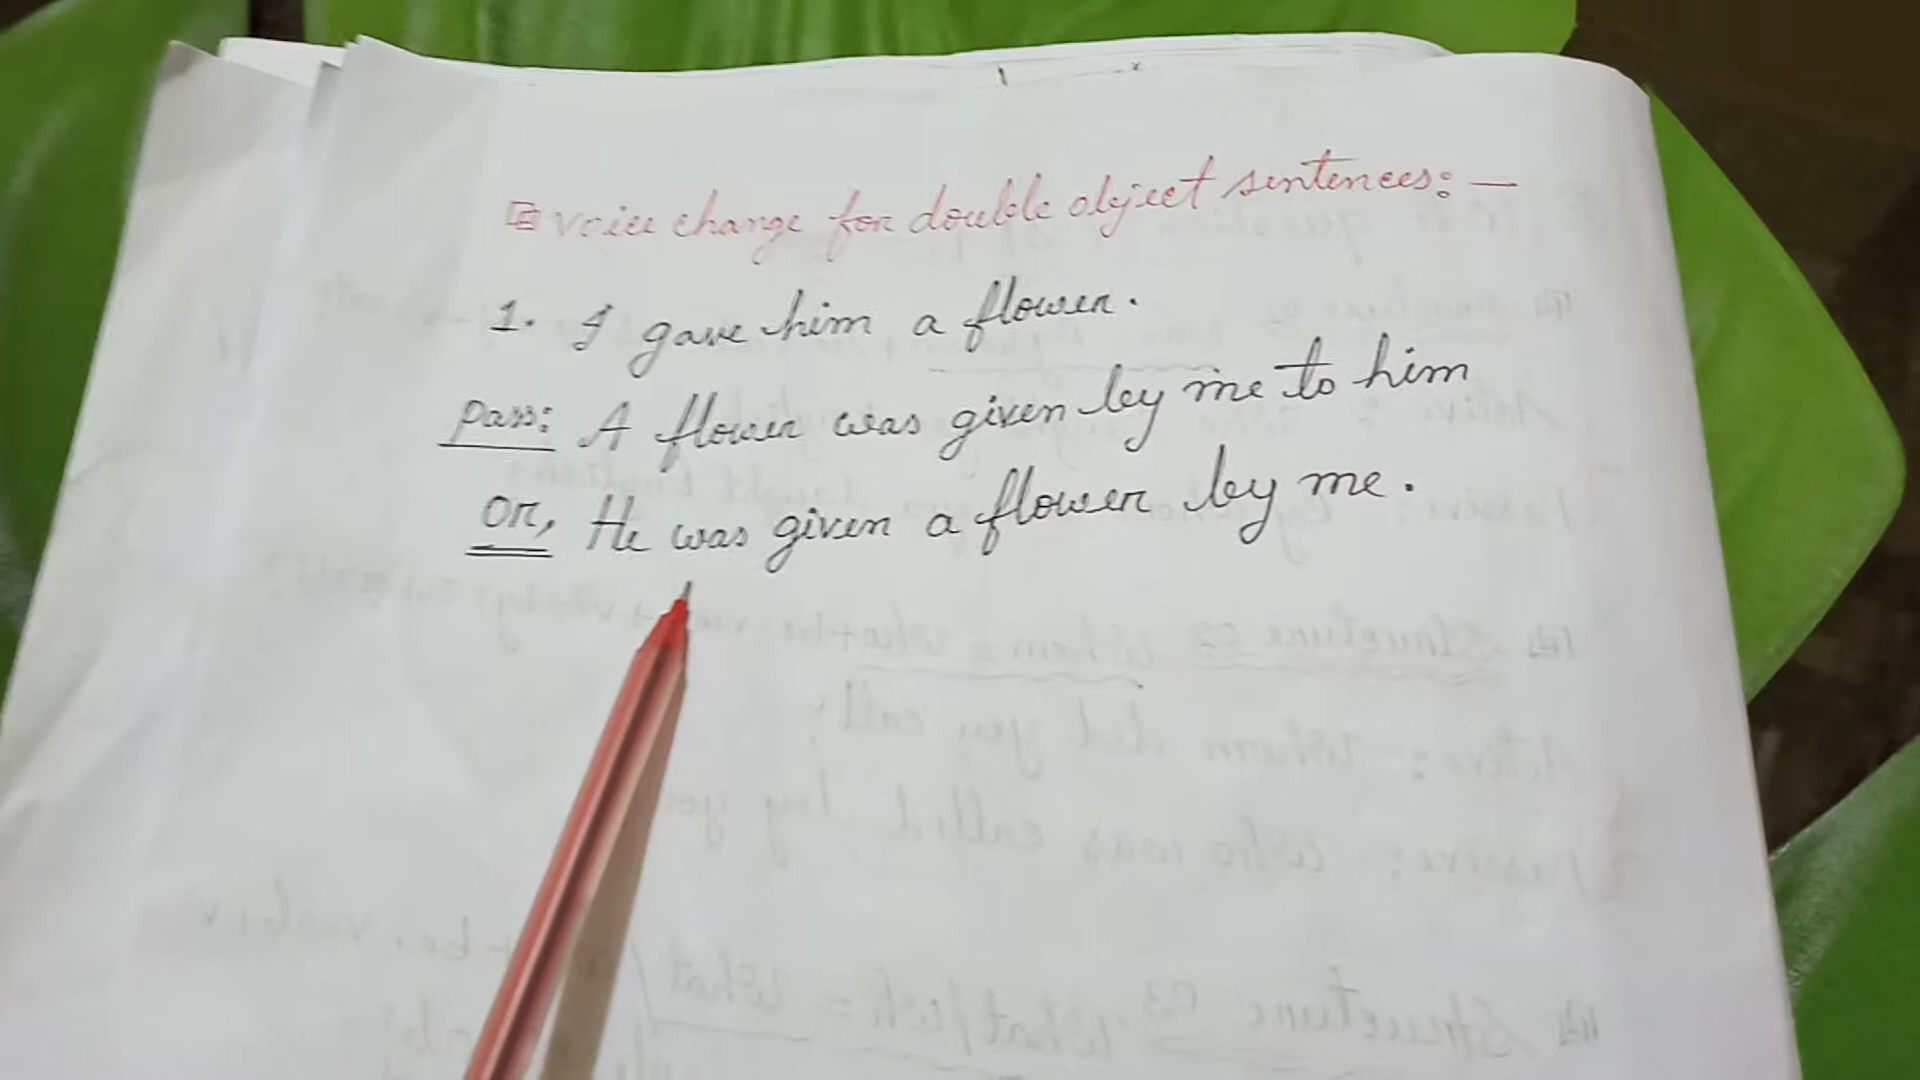 voice change for double object sentences: —
1. I gave him a flower.
pass: A flower was given by me to him
or, He was given a flower by me.